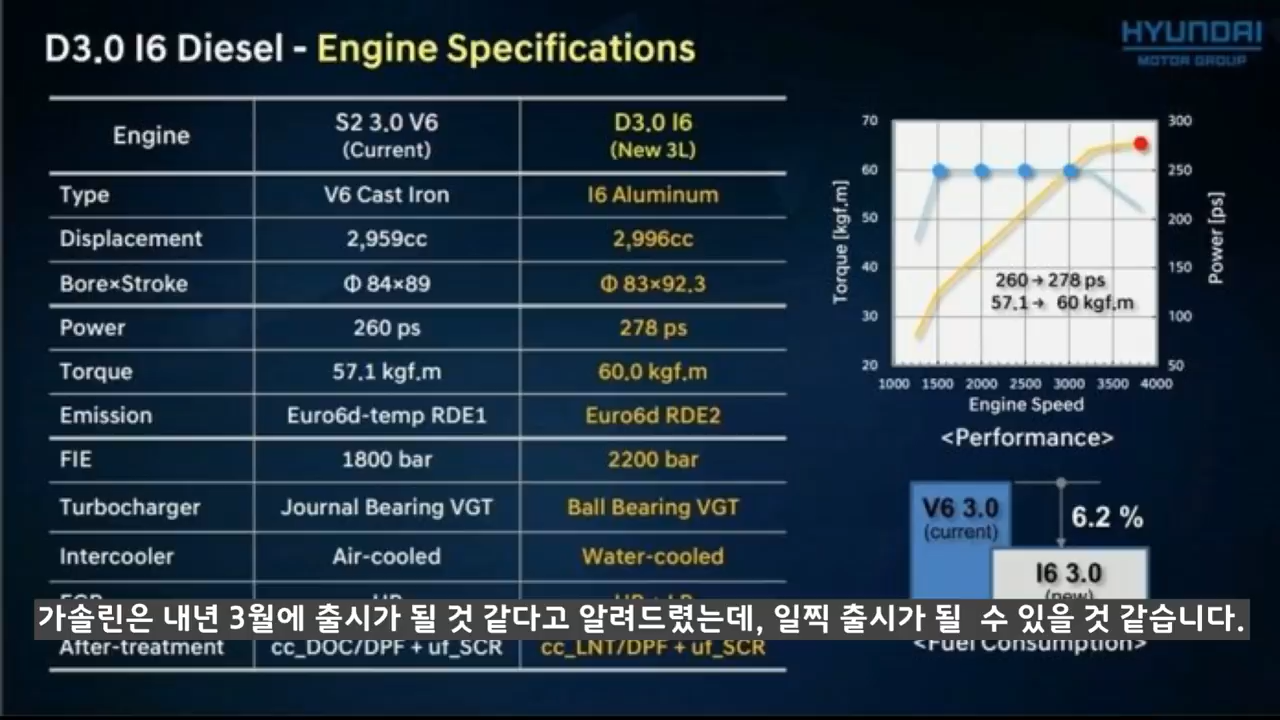 D3.0 I6 Diesel - Engine Specifications
HYUNDAI
MOTOR GROUP
Engine
S2 3.0 V6
(Current)
D3.0 I6
(New 3L)
Type V6 Cast Iron I6 Aluminum
Displacement 2,959cc 2,996cc
Bore×Stroke Φ 84×89 Φ 83×92.3
Power 260 ps 278 ps
Torque 57.1 kgf.m 60.0 kgf.m
Emission Euro6d-temp RDE1 Euro6d RDE2
FIE 1800 bar 2200 bar
Turbocharger Journal Bearing VGT Ball Bearing VGT
Intercooler Air-cooled Water-cooled
After-treatment cc_DOC/DPF + uf_SCR cc_LNT/DPF + uf_SCR
Torque [kgf.m]
70
60
50
40
30
20
300
250
200
150
100
50
Power [ps]
260 → 278 ps
57.1 → 60 kgf.m
1000 1500 2000 2500 3000 3500 4000
Engine Speed
<Performance>
V6 3.0
(current)
6.2 %
I6 3.0
(new)
<Fuel Consumption>
가솔린은 내년 3월에 출시가 될 것 같다고 알려드렸는데, 일찍 출시가 될 수 있을 것 같습니다.